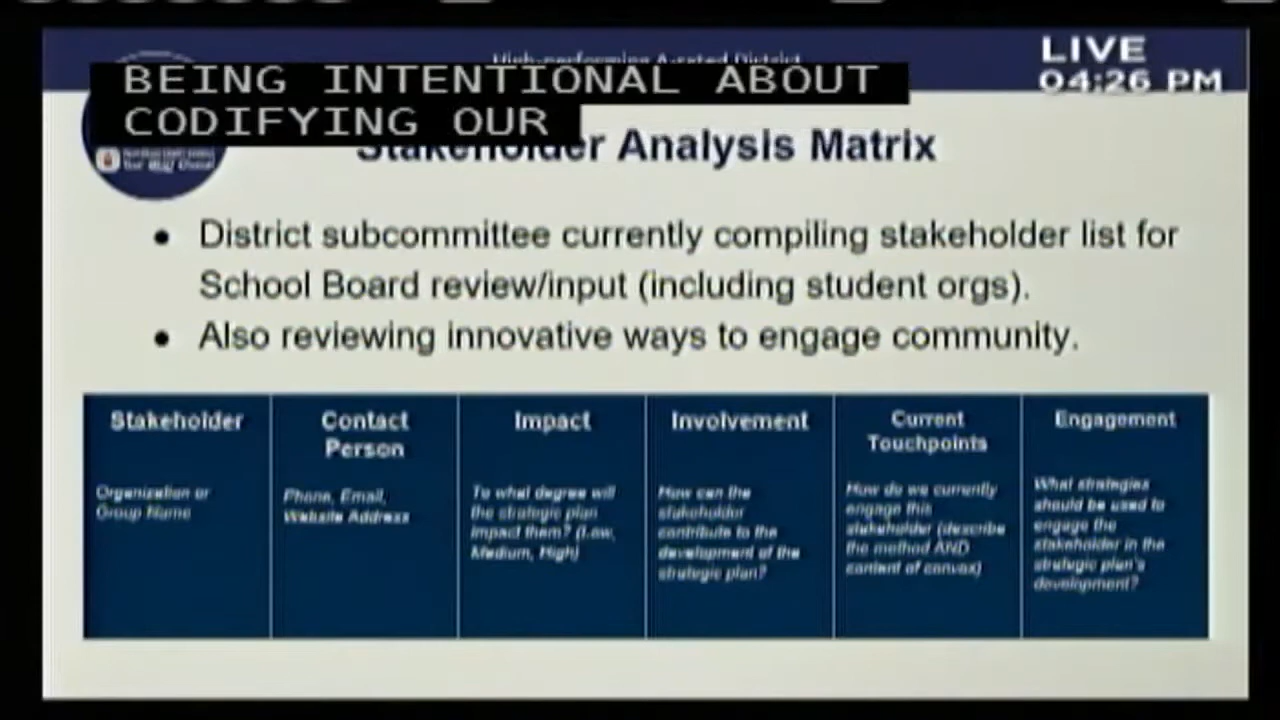 High-performing A-rated District
LIVE
04:26 PM
BEING INTENTIONAL ABOUT
CODIFYING OUR
Stakeholder Analysis Matrix
• District subcommittee currently compiling stakeholder list for
School Board review/input (including student orgs).
• Also reviewing innovative ways to engage community.
Stakeholder
Organization or
Group Name
Contact
Person
Phone, Email,
Website Address
Impact
To what degree will
the strategic plan
impact them? (Low,
Medium, High)
Involvement
How can the
stakeholder
contribute to the
development of the
strategic plan?
Current
Touchpoints
How do we currently
engage this
stakeholder (describe
the method AND
content of convos)
Engagement
What strategies
should be used to
engage the
stakeholder in the
strategic plan's
development?